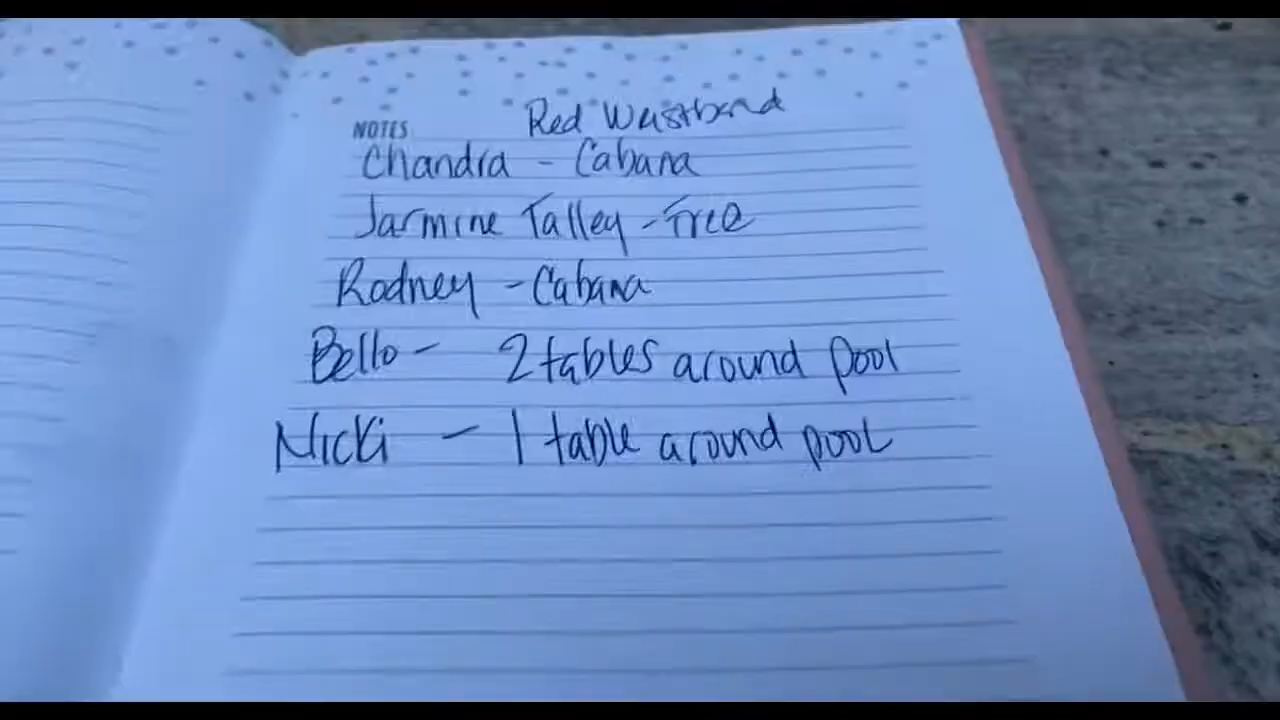 NOTES Red Wristband
Chandra - Cabana
Jarmine Talley - Free
Rodney - Cabana
Bello - 2 tables around pool
Nicki - 1 table around pool